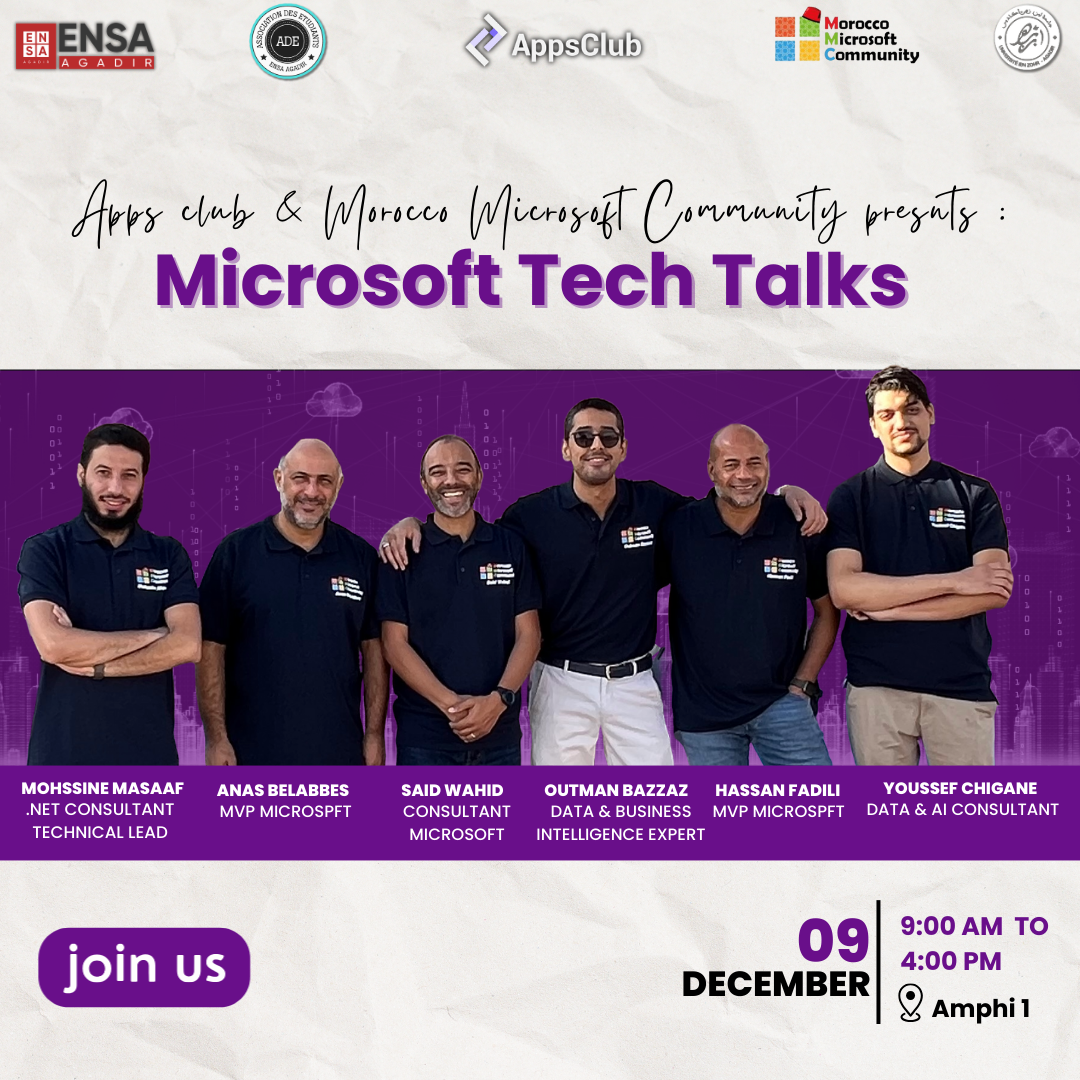 ENSA
AGADIR
ASSOCIATION DES ETUDIANTS
ADE
ENSA AGADIR
AppsClub
Morocco
Microsoft
Community
Apps club & Morocco Microsoft Community presnts :
Microsoft Tech Talks
MOHSSINE MASAAF
.NET CONSULTANT
TECHNICAL LEAD
ANAS BELABBES
MVP MICROSPFT
SAID WAHID
CONSULTANT
MICROSOFT
OUTMAN BAZZAZ
DATA & BUSINESS
INTELLIGENCE EXPERT
HASSAN FADILI
MVP MICROSPFT
YOUSSEF CHIGANE
DATA & AI CONSULTANT
join us
09
DECEMBER
9:00 AM TO
4:00 PM
Amphi 1